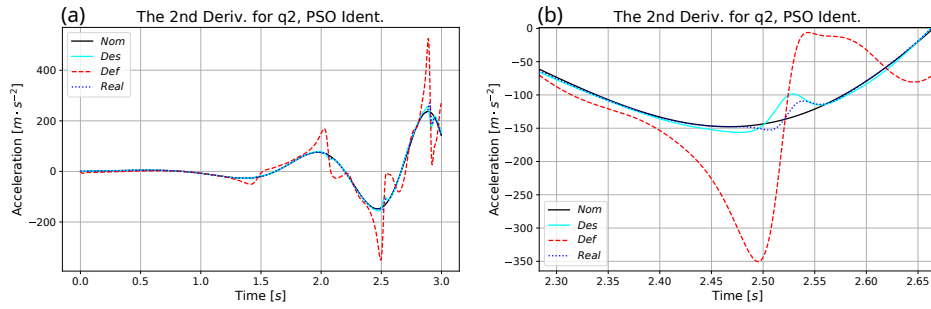 (a)
The 2nd Deriv. for q2, PSO Ident.
Nom
Des
Def
Real
400
200
0
−200
Acceleration [m · s⁻²]
0.0 0.5 1.0 1.5 2.0 2.5 3.0
Time [s]
(b)
The 2nd Deriv. for q2, PSO Ident.
0
−50
−100
−150
−200
−250
−300
−350
Acceleration [m · s⁻²]
Nom
Des
Def
Real
2.30 2.35 2.40 2.45 2.50 2.55 2.60 2.65
Time [s]